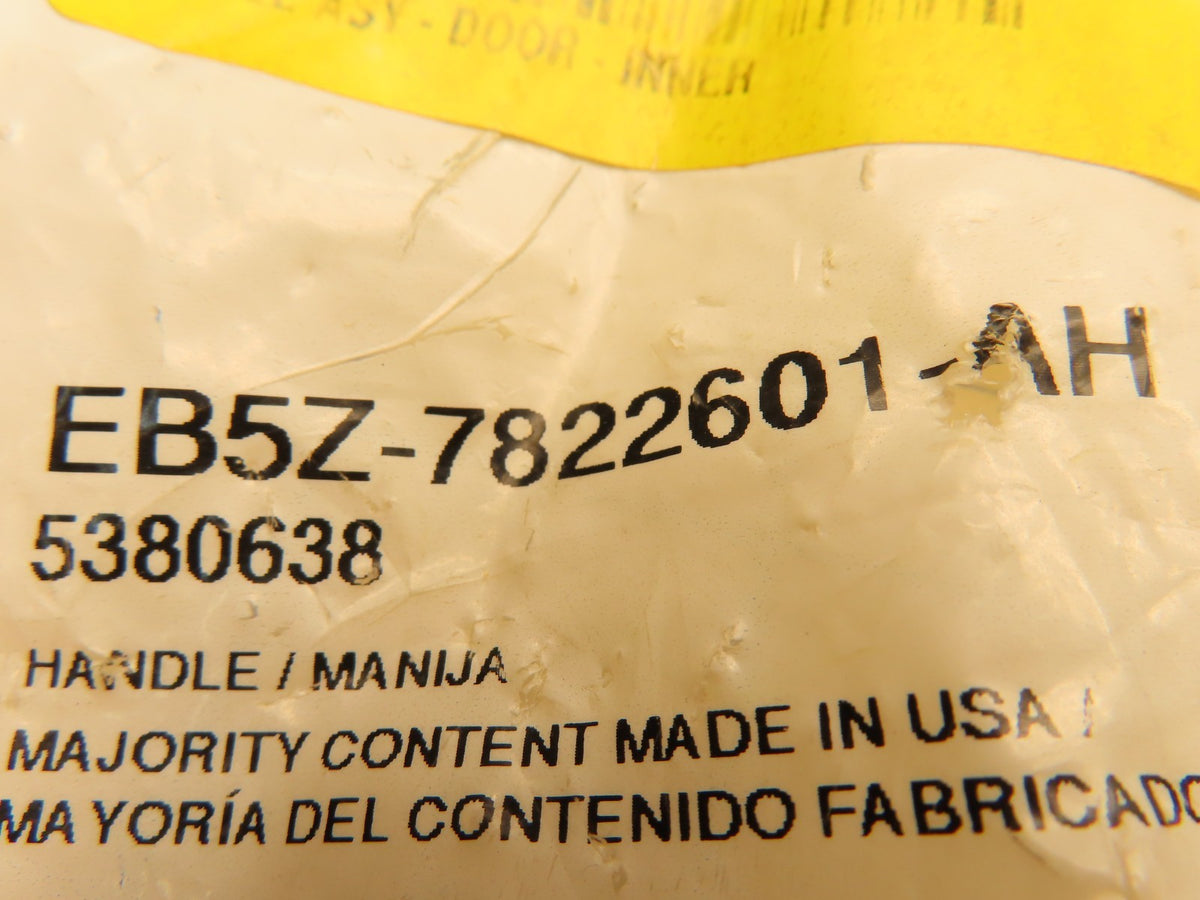 ASY - DOOR - INNER
EB5Z-7822601-AH
5380638
HANDLE / MANIJA
MAJORITY CONTENT MADE IN USA /
MAYORÍA DEL CONTENIDO FABRICADO